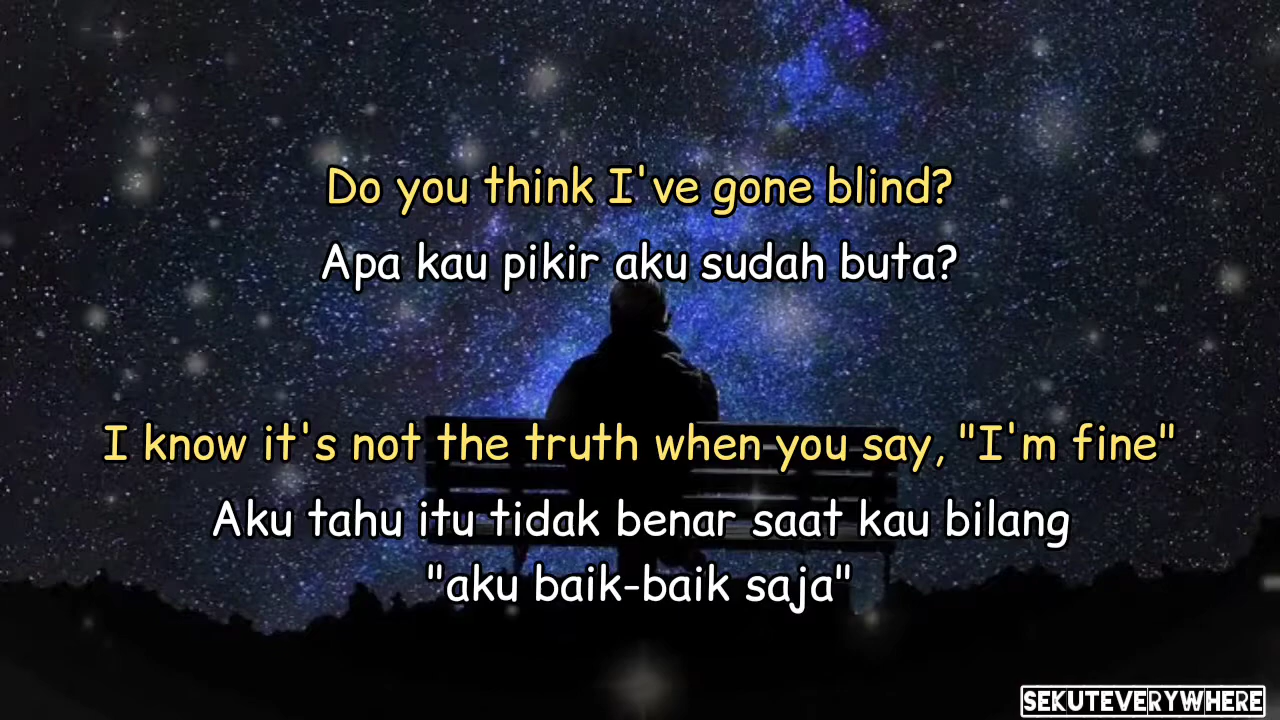 Do you think I've gone blind?
Apa kau pikir aku sudah buta?
I know it's not the truth when you say, "I'm fine"
Aku tahu itu tidak benar saat kau bilang
"aku baik-baik saja"
SEKUTEVERYWHERE